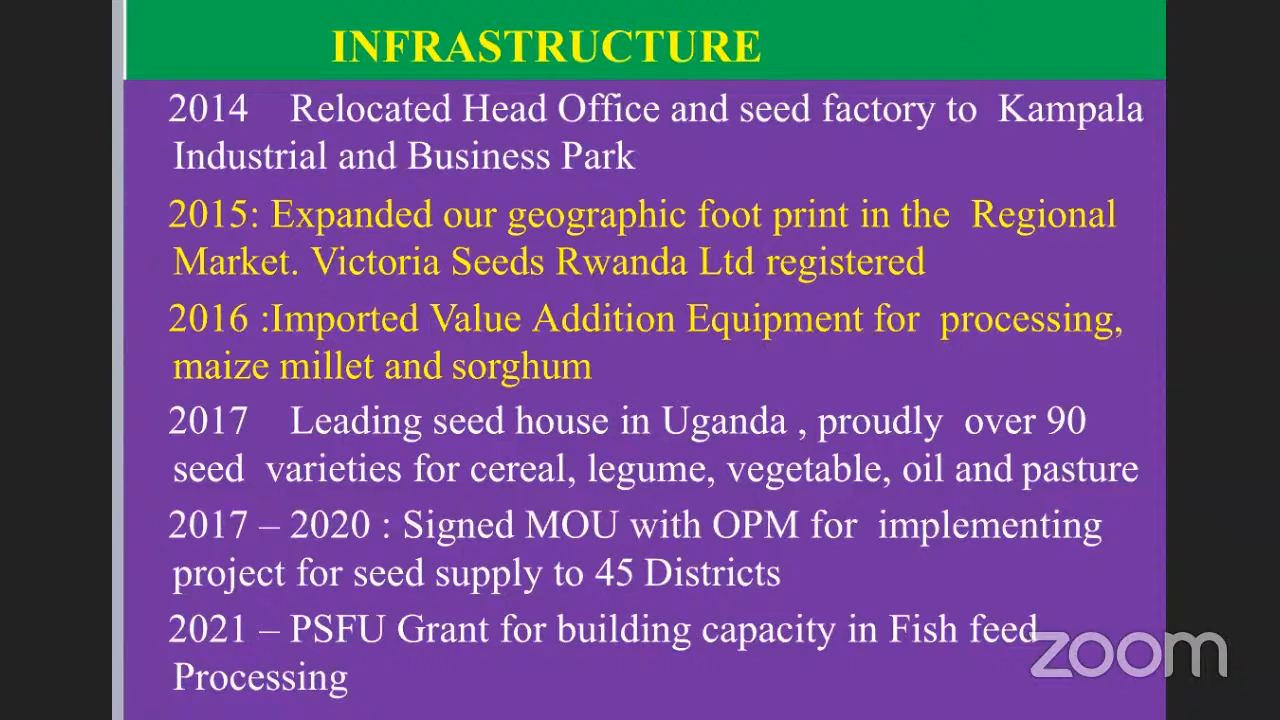 INFRASTRUCTURE
2014 Relocated Head Office and seed factory to Kampala
Industrial and Business Park
2015: Expanded our geographic foot print in the Regional
Market. Victoria Seeds Rwanda Ltd registered
2016 :Imported Value Addition Equipment for processing,
maize millet and sorghum
2017 Leading seed house in Uganda , proudly over 90
seed varieties for cereal, legume, vegetable, oil and pasture
2017 – 2020 : Signed MOU with OPM for implementing
project for seed supply to 45 Districts
2021 – PSFU Grant for building capacity in Fish feed
Processing
zoom